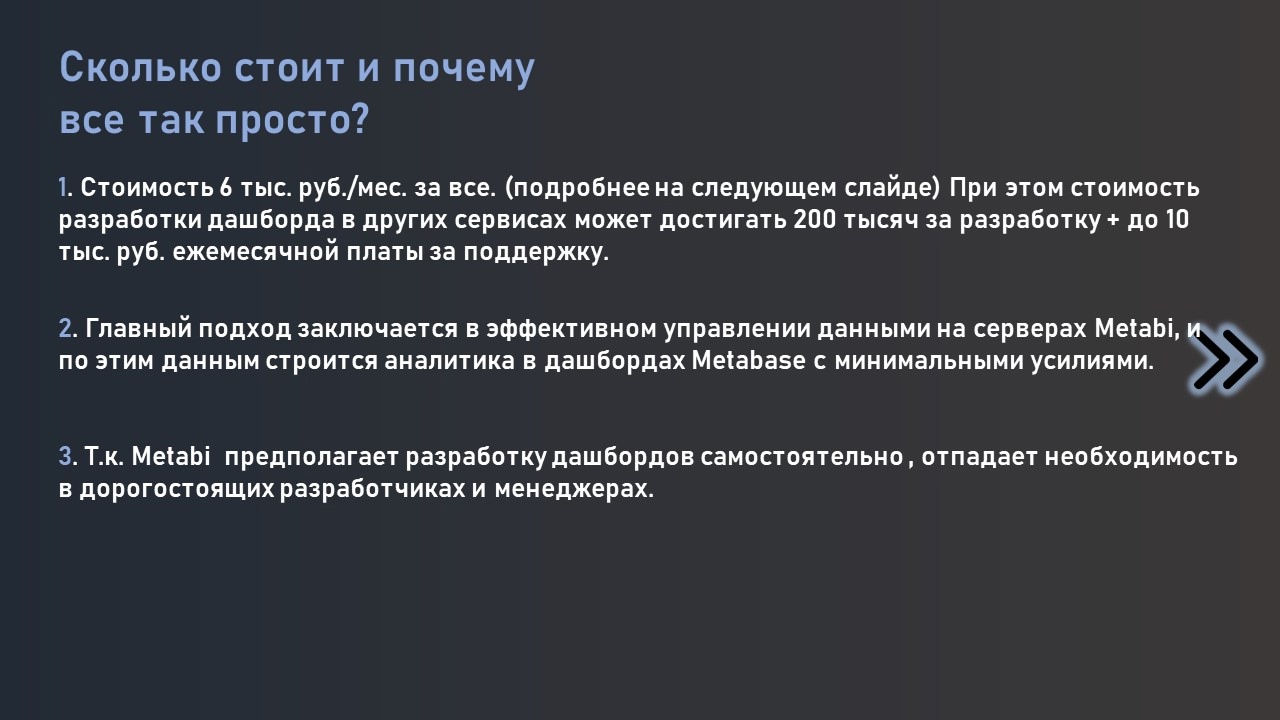 Сколько стоит и почему
все так просто?
1. Стоимость 6 тыс. руб./мес. за все. (подробнее на следующем слайде) При этом стоимость
разработки дашборда в других сервисах может достигать 200 тысяч за разработку + до 10
тыс. руб. ежемесячной платы за поддержку.
2. Главный подход заключается в эффективном управлении данными на серверах Metabi, и
по этим данным строится аналитика в дашбордах Metabase с минимальными усилиями.
3. Т.к. Metabi предполагает разработку дашбордов самостоятельно , отпадает необходимость
в дорогостоящих разработчиках и менеджерах.